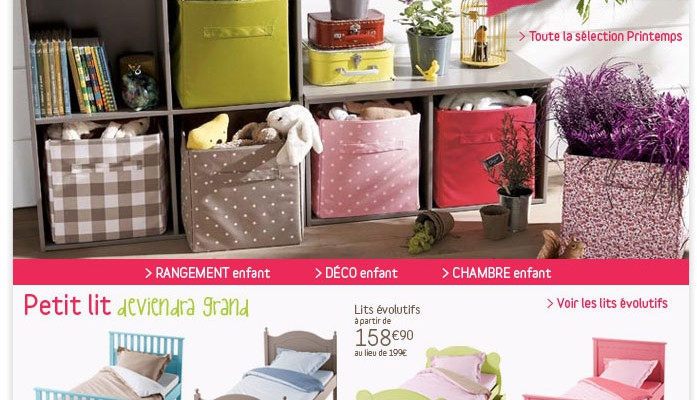 > Toute la sélection Printemps
> RANGEMENT enfant
> DÉCO enfant
> CHAMBRE enfant
Petit lit deviendra grand
Lits évolutifs
à partir de
158€90
au lieu de 199€
> Voir les lits évolutifs